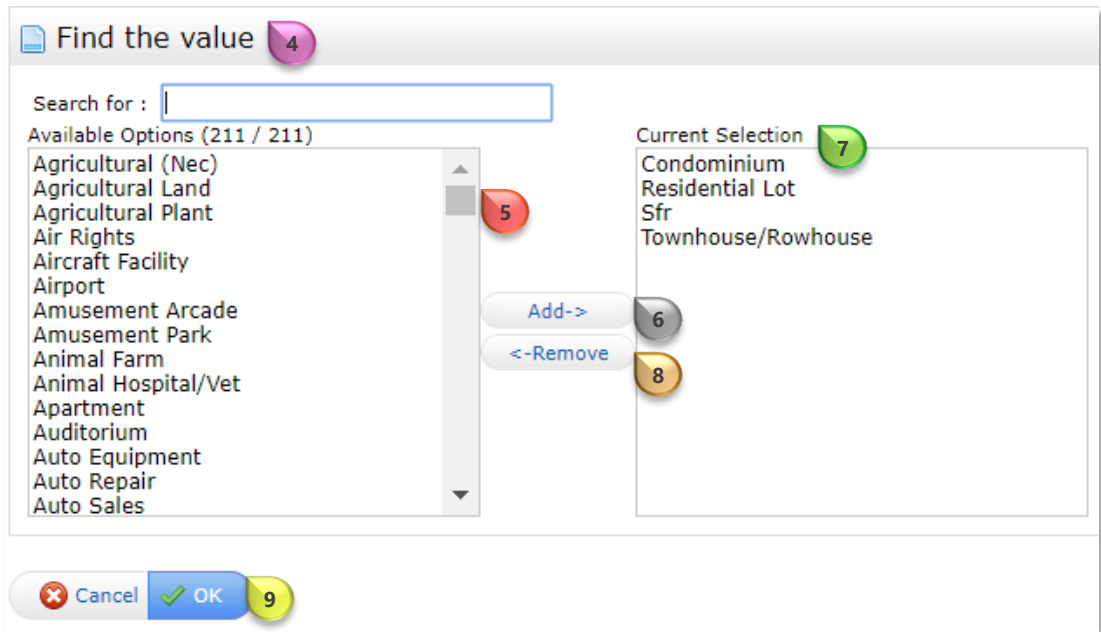 Find the value 4
Search for :
Available Options (211 / 211)
Agricultural (Nec)
Agricultural Land
Agricultural Plant
Air Rights
Aircraft Facility
Airport
Amusement Arcade
Amusement Park
Animal Farm
Animal Hospital/Vet
Apartment
Auditorium
Auto Equipment
Auto Repair
Auto Sales
5
Add-> 6
<-Remove 8
Current Selection 7
Condominium
Residential Lot
Sfr
Townhouse/Rowhouse
Cancel OK 9